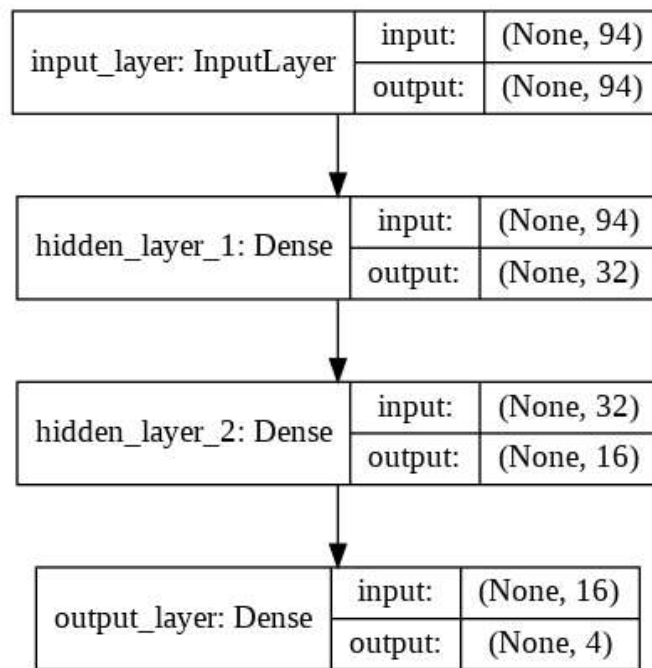 input_layer: InputLayer
input: (None, 94)
output: (None, 94)
hidden_layer_1: Dense
input: (None, 94)
output: (None, 32)
hidden_layer_2: Dense
input: (None, 32)
output: (None, 16)
output_layer: Dense
input: (None, 16)
output: (None, 4)